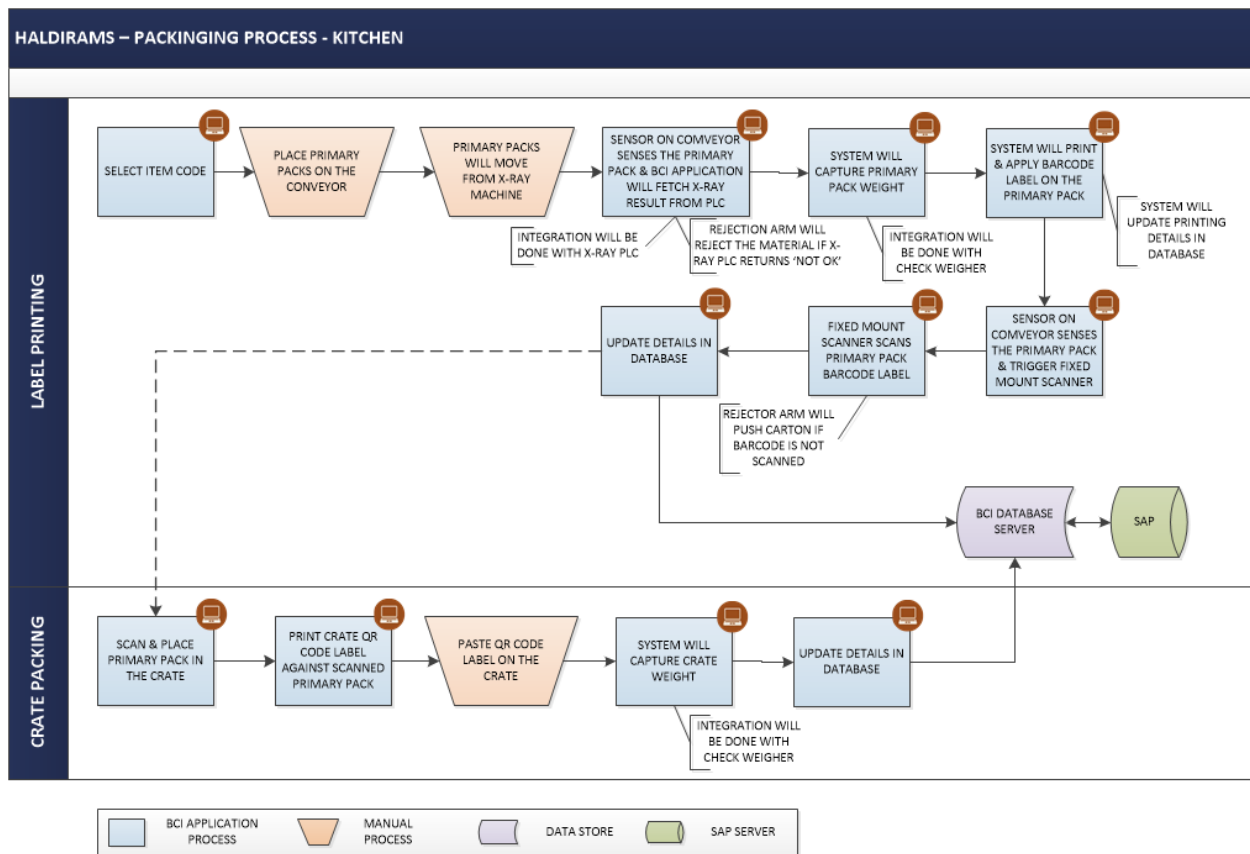 HALDIRAMS – PACKINGING PROCESS - KITCHEN
LABEL PRINTING
SELECT ITEM CODE
PLACE PRIMARY
PACKS ON THE
CONVEYOR
PRIMARY PACKS
WILL MOVE
FROM X-RAY
MACHINE
SENSOR ON COMVEYOR
SENSES THE PRIMARY
PACK & BCI APPLICATION
WILL FETCH X-RAY
RESULT FROM PLC
SYSTEM WILL
CAPTURE PRIMARY
PACK WEIGHT
SYSTEM WILL PRINT
& APPLY BARCODE
LABEL ON THE
PRIMARY PACK
INTEGRATION WILL BE
DONE WITH X-RAY PLC
REJECTION ARM WILL
REJECT THE MATERIAL IF X-
RAY PLC RETURNS ‘NOT OK’
INTEGRATION WILL
BE DONE WITH
CHECK WEIGHER
SYSTEM WILL
UPDATE PRINTING
DETAILS IN
DATABASE
UPDATE DETAILS IN
DATABASE
FIXED MOUNT
SCANNER SCANS
PRIMARY PACK
BARCODE LABEL
SENSOR ON
COMVEYOR SENSES
THE PRIMARY PACK
& TRIGGER FIXED
MOUNT SCANNER
REJECTOR ARM WILL
PUSH CARTON IF
BARCODE IS NOT
SCANNED
BCI DATABASE
SERVER
SAP
CRATE PACKING
SCAN & PLACE
PRIMARY PACK IN
THE CRATE
PRINT CRATE QR
CODE LABEL
AGAINST SCANNED
PRIMARY PACK
PASTE QR CODE
LABEL ON THE
CRATE
SYSTEM WILL
CAPTURE CRATE
WEIGHT
UPDATE DETAILS IN
DATABASE
INTEGRATION WILL
BE DONE WITH
CHECK WEIGHER
BCI APPLICATION
PROCESS
MANUAL
PROCESS
DATA STORE
SAP SERVER